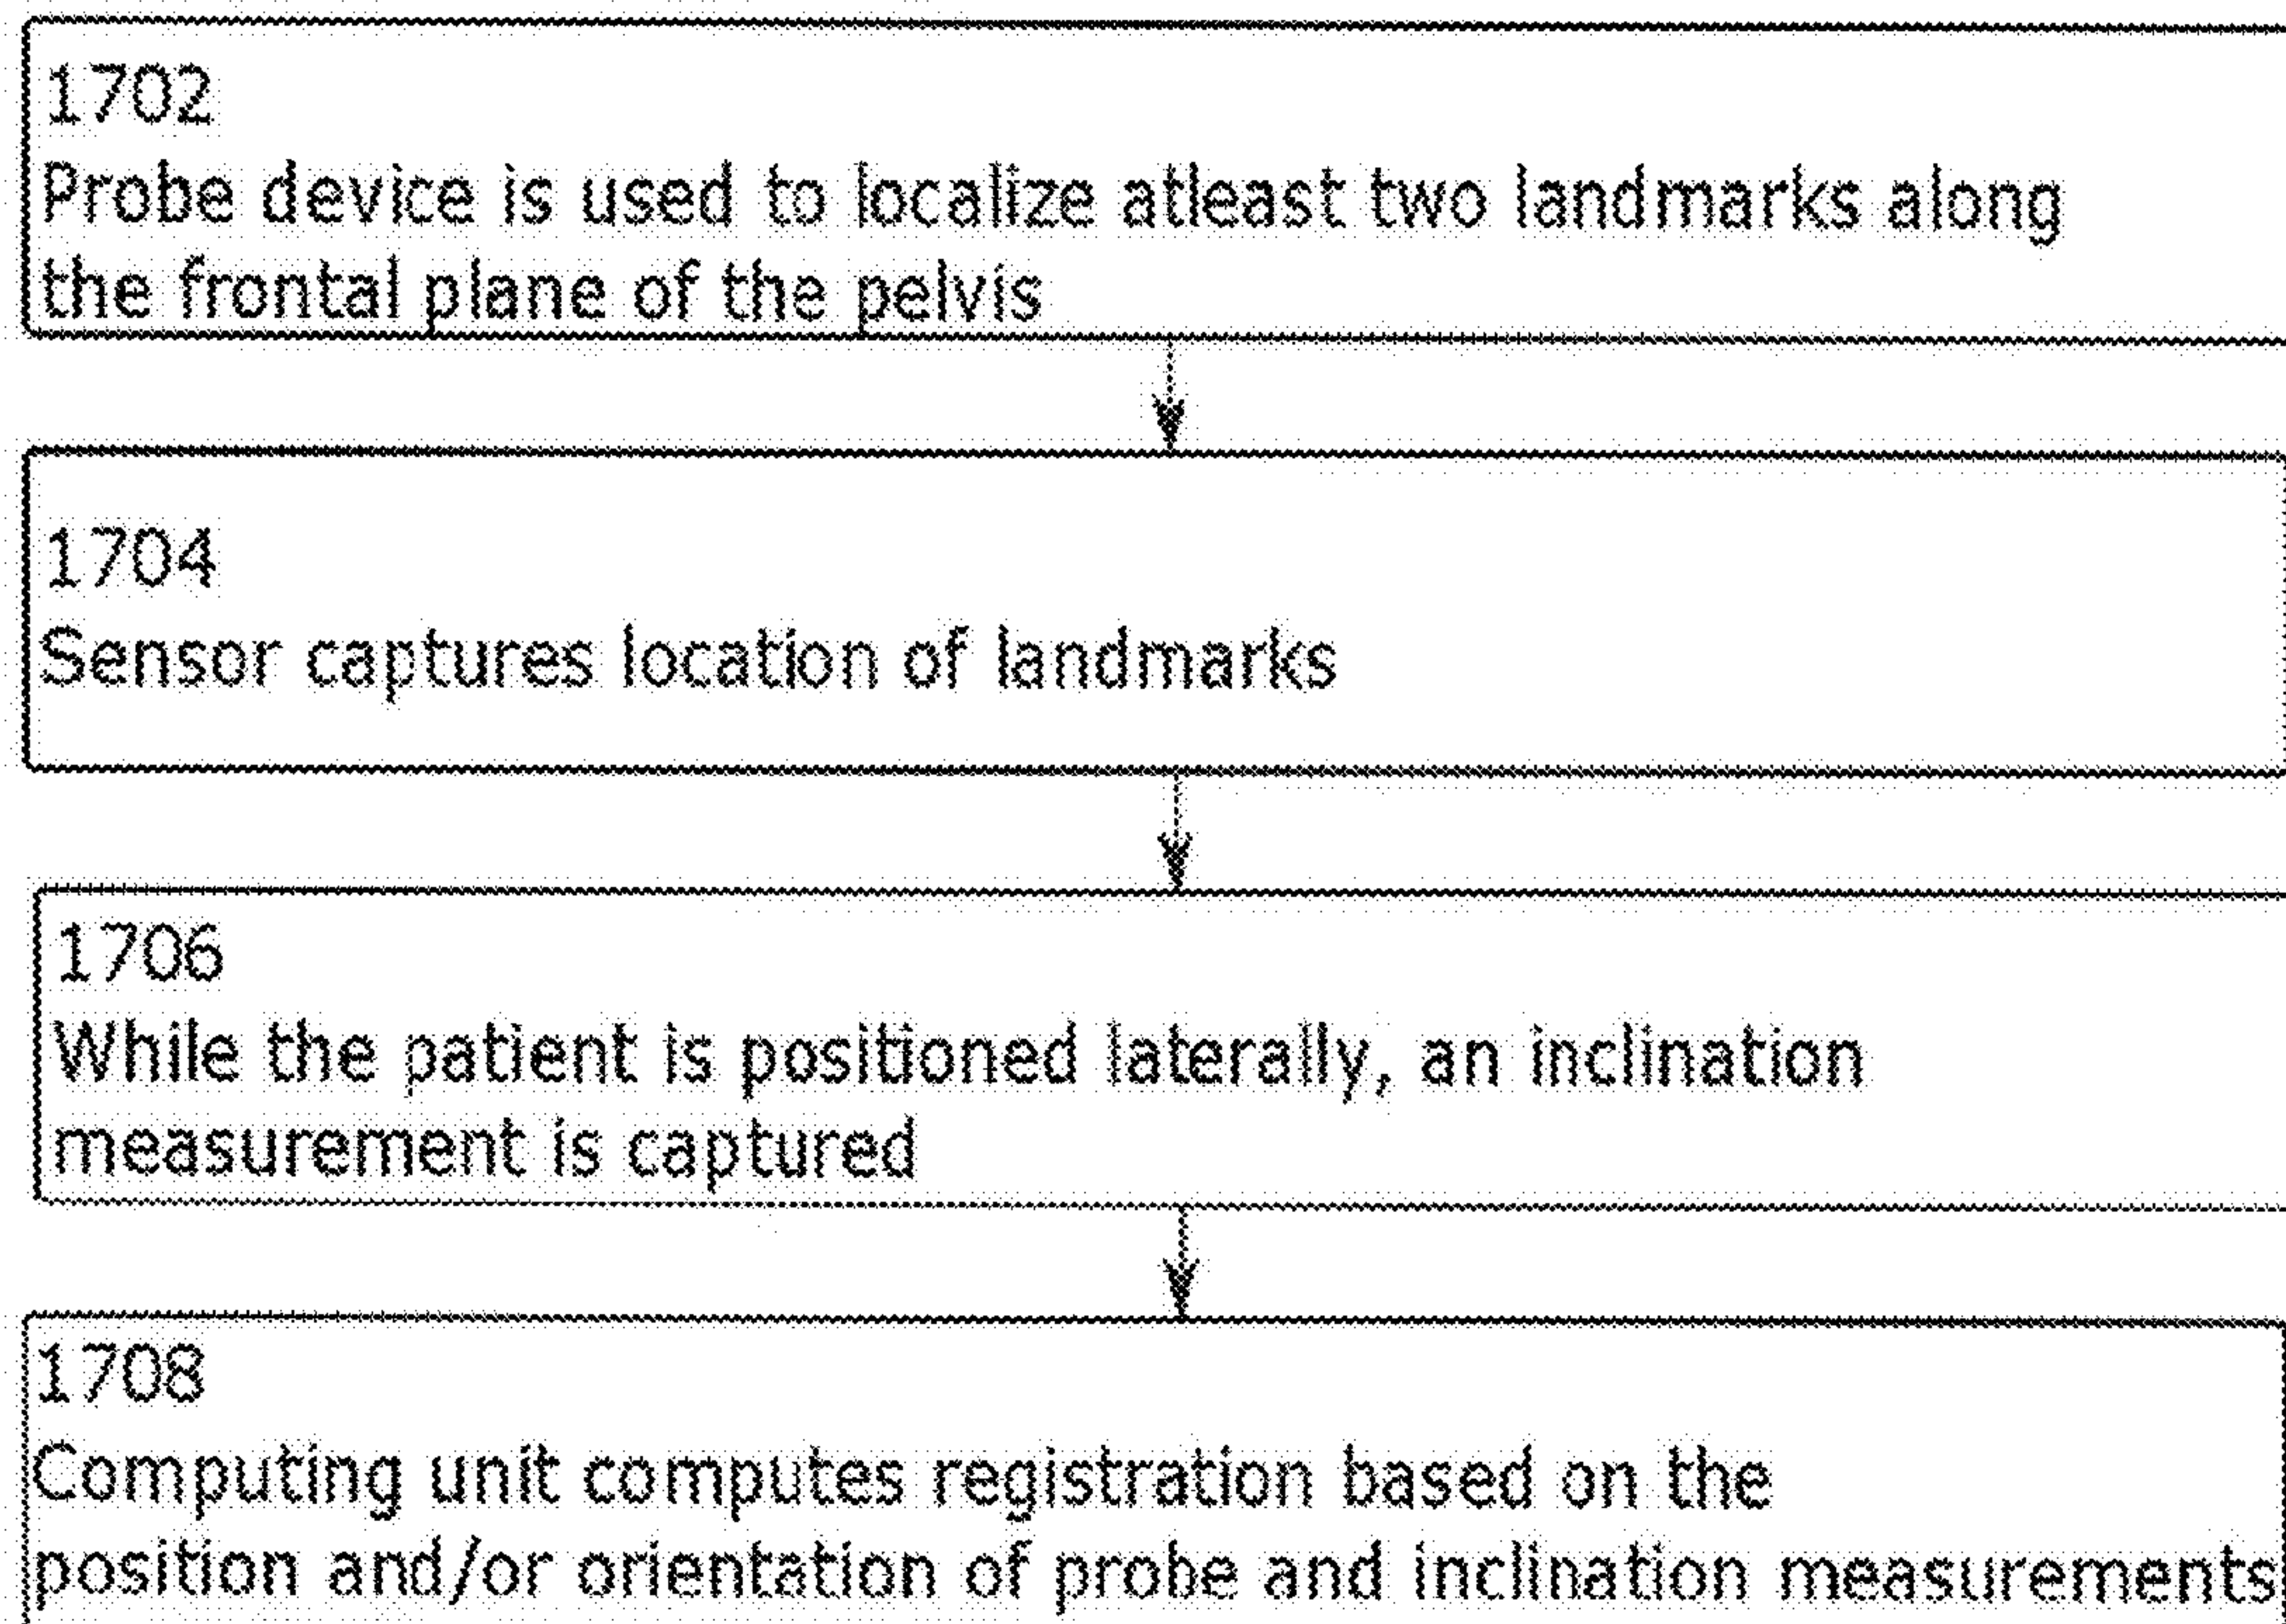 1702
Probe device is used to localize atleast two landmarks along
the frontal plane of the pelvis
1704
Sensor captures location of landmarks
1706
While the patient is positioned laterally, an inclination
measurement is captured
1708
Computing unit computes registration based on the
position and/or orientation of probe and inclination measurements